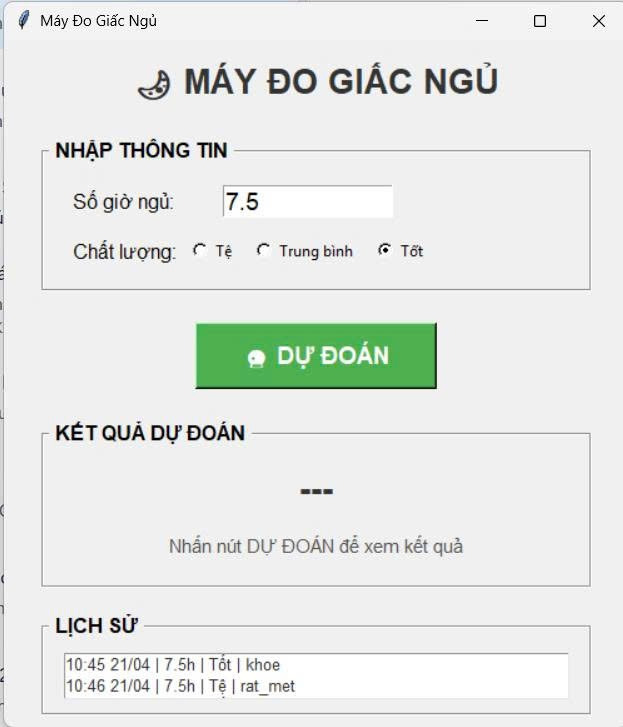 Máy Đo Giấc Ngủ
MÁY ĐO GIẤC NGỦ
NHẬP THÔNG TIN
Số giờ ngủ: 7.5
Chất lượng: Tệ Trung bình Tốt
DỰ ĐOÁN
KẾT QUẢ DỰ ĐOÁN
---
Nhấn nút DỰ ĐOÁN để xem kết quả
LỊCH SỬ
10:45 21/04 | 7.5h | Tốt | khoe
10:46 21/04 | 7.5h | Tệ | rat_met